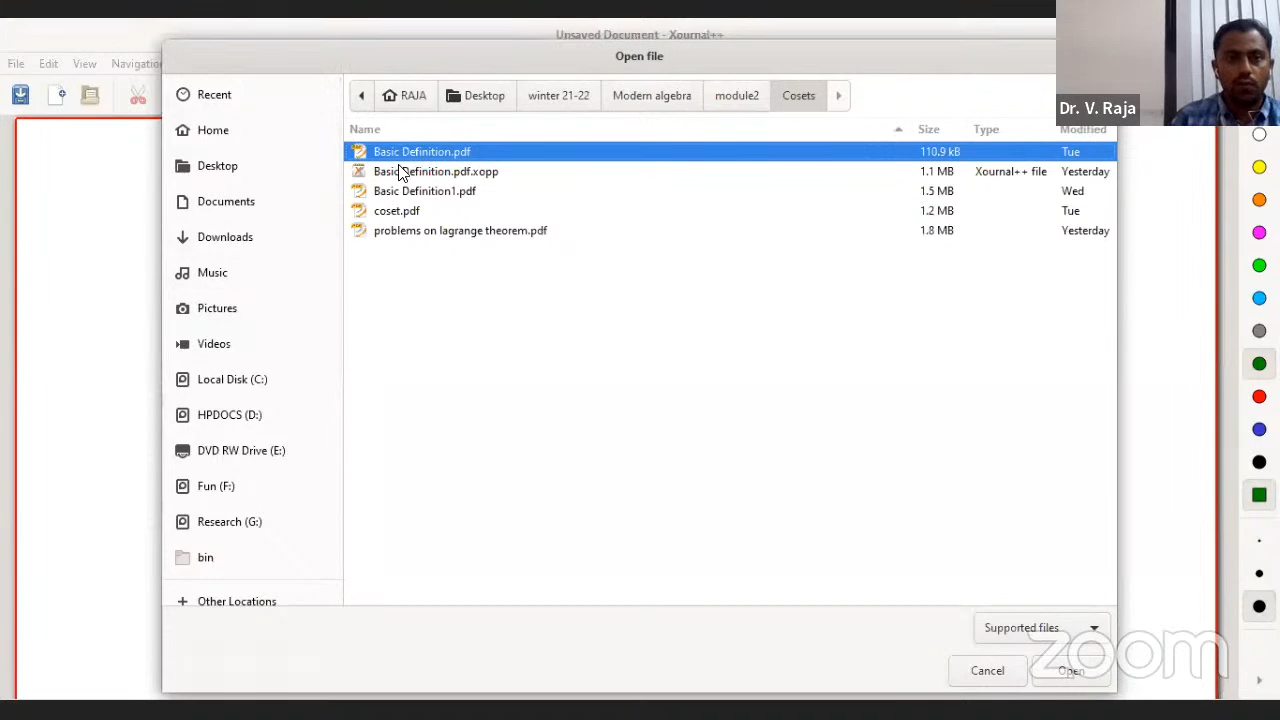 Unsaved Document - Xournal++
Open file
File Edit View Navigation
Dr. V. Raja
Recent
Home
Desktop
Documents
Downloads
Music
Pictures
Videos
Local Disk (C:)
HPDOCS (D:)
DVD RW Drive (E:)
Fun (F:)
Research (G:)
bin
Other Locations
RAJA Desktop winter 21-22 Modern algebra module2 Cosets
Name Size Type Modified
Basic Definition.pdf 110.9 kB Tue
Basic Definition.pdf.xopp 1.1 MB Xournal++ file Yesterday
Basic Definition1.pdf 1.5 MB Wed
coset.pdf 1.2 MB Tue
problems on lagrange theorem.pdf 1.8 MB Yesterday
Supported files
Cancel Open
zoom